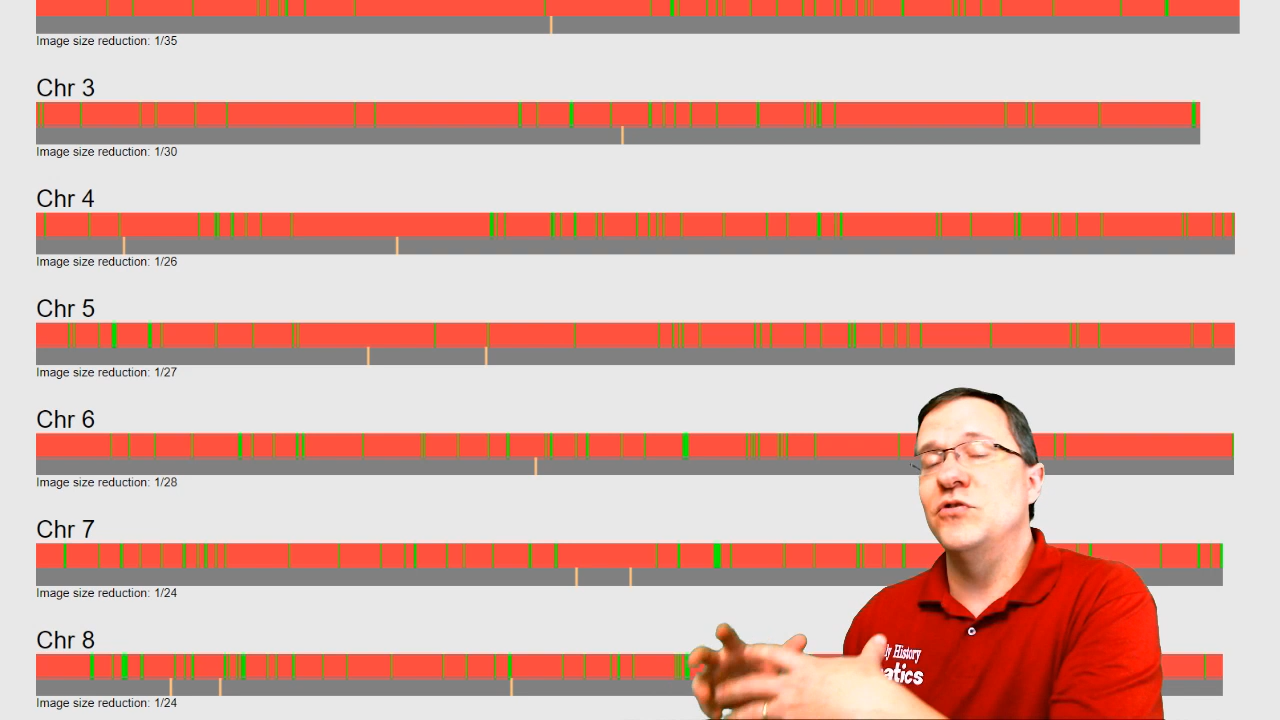 Image size reduction: 1/35
Chr 3
Image size reduction: 1/30
Chr 4
Image size reduction: 1/26
Chr 5
Image size reduction: 1/27
Chr 6
Image size reduction: 1/28
Chr 7
Image size reduction: 1/24
Chr 8
Image size reduction: 1/24
History